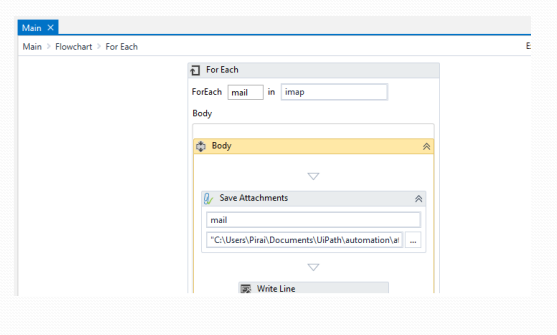 Main ×
Main > Flowchart > For Each
E
For Each
ForEach mail in imap
Body
Body
Save Attachments
mail
"C:\Users\Pirai\Documents\UiPath\automation\a
...
Write Line